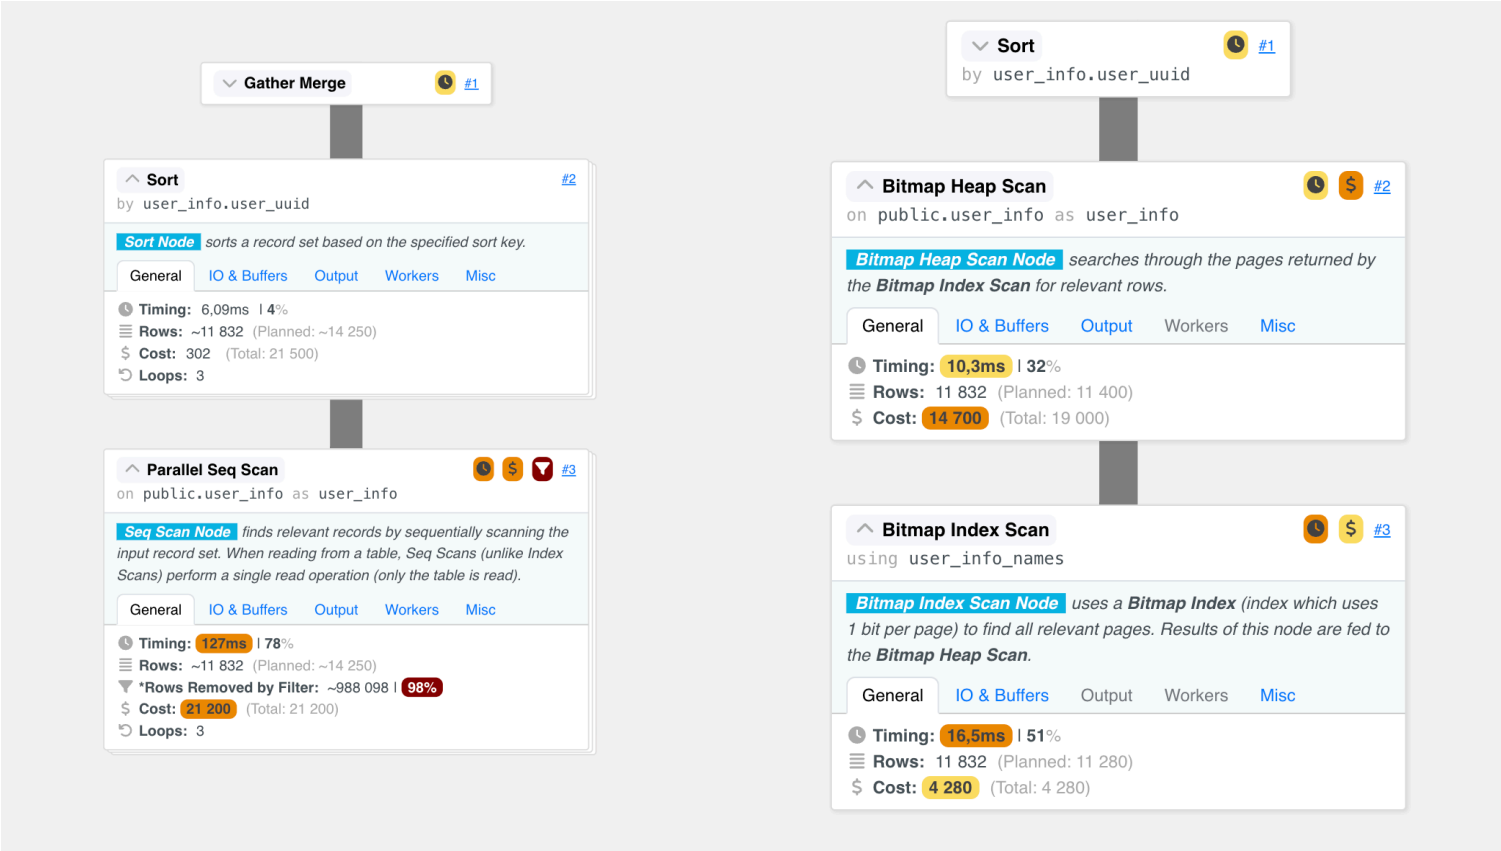 Gather Merge #1
Sort #2
by user_info.user_uuid
Sort Node sorts a record set based on the specified sort key.
General IO & Buffers Output Workers Misc
Timing: 6,09ms | 4%
Rows: ~11 832 (Planned: ~14 250)
$ Cost: 302 (Total: 21 500)
Loops: 3
Parallel Seq Scan $ #3
on public.user_info as user_info
Seq Scan Node finds relevant records by sequentially scanning the
input record set. When reading from a table, Seq Scans (unlike Index
Scans) perform a single read operation (only the table is read).
General IO & Buffers Output Workers Misc
Timing: 127ms | 78%
Rows: ~11 832 (Planned: ~14 250)
*Rows Removed by Filter: ~988 098 | 98%
$ Cost: 21 200 (Total: 21 200)
Loops: 3
Sort #1
by user_info.user_uuid
Bitmap Heap Scan $ #2
on public.user_info as user_info
Bitmap Heap Scan Node searches through the pages returned by
the Bitmap Index Scan for relevant rows.
General IO & Buffers Output Workers Misc
Timing: 10,3ms | 32%
Rows: 11 832 (Planned: 11 400)
$ Cost: 14 700 (Total: 19 000)
Bitmap Index Scan $ #3
using user_info_names
Bitmap Index Scan Node uses a Bitmap Index (index which uses
1 bit per page) to find all relevant pages. Results of this node are fed to
the Bitmap Heap Scan.
General IO & Buffers Output Workers Misc
Timing: 16,5ms | 51%
Rows: 11 832 (Planned: 11 280)
$ Cost: 4 280 (Total: 4 280)